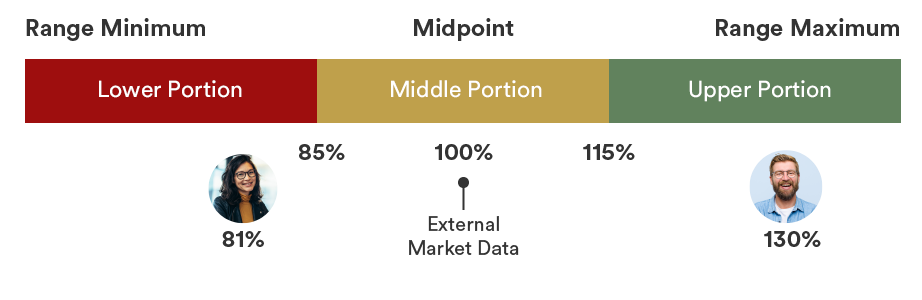 Range Minimum
Midpoint
Range Maximum
Lower Portion
Middle Portion
Upper Portion
85%
100%
115%
External
Market Data
81%
130%